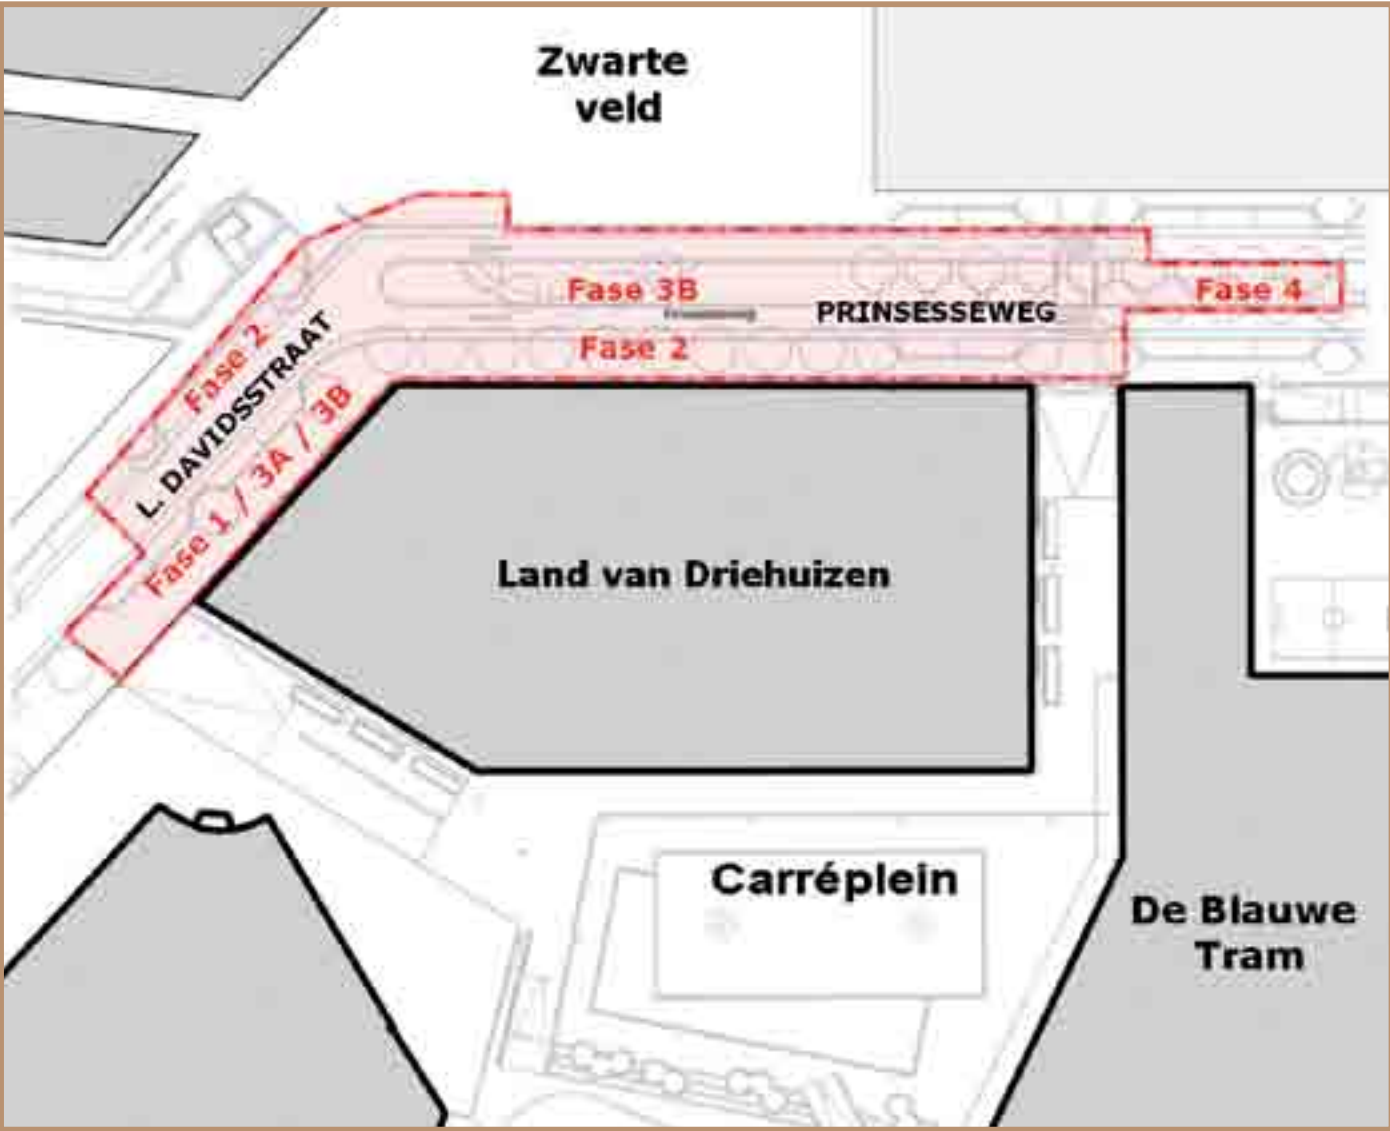 Zwarte
veld
Fase 3B
PRINSESSEWEG
Fase 4
Fase 2
Fase 2
L. DAVIDSSTRAAT
Fase 1 / 3A / 3B
Land van Driehuizen
Carréplein
De Blauwe
Tram
P